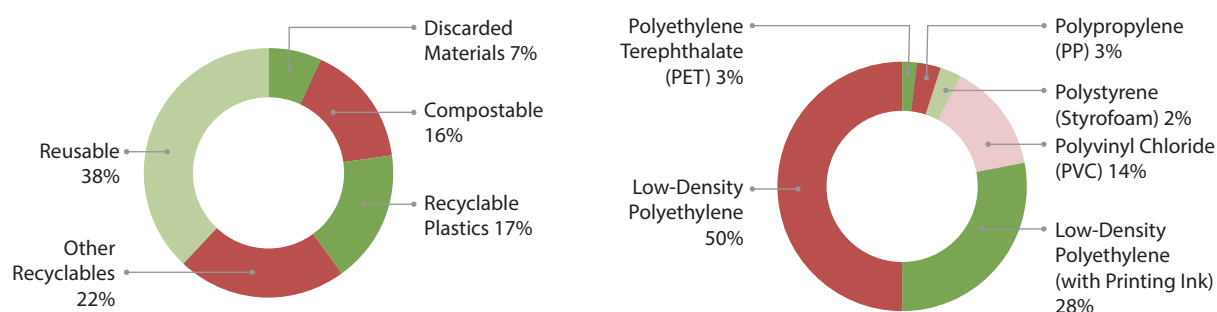 Discarded
Materials 7%
Compostable
16%
Recyclable
Plastics 17%
Other
Recyclables
22%
Reusable
38%
Polyethylene
Terephthalate
(PET) 3%
Polypropylene
(PP) 3%
Polystyrene
(Styrofoam) 2%
Polyvinyl Chloride
(PVC) 14%
Low-Density
Polyethylene
(with Printing Ink)
28%
Low-Density
Polyethylene
50%